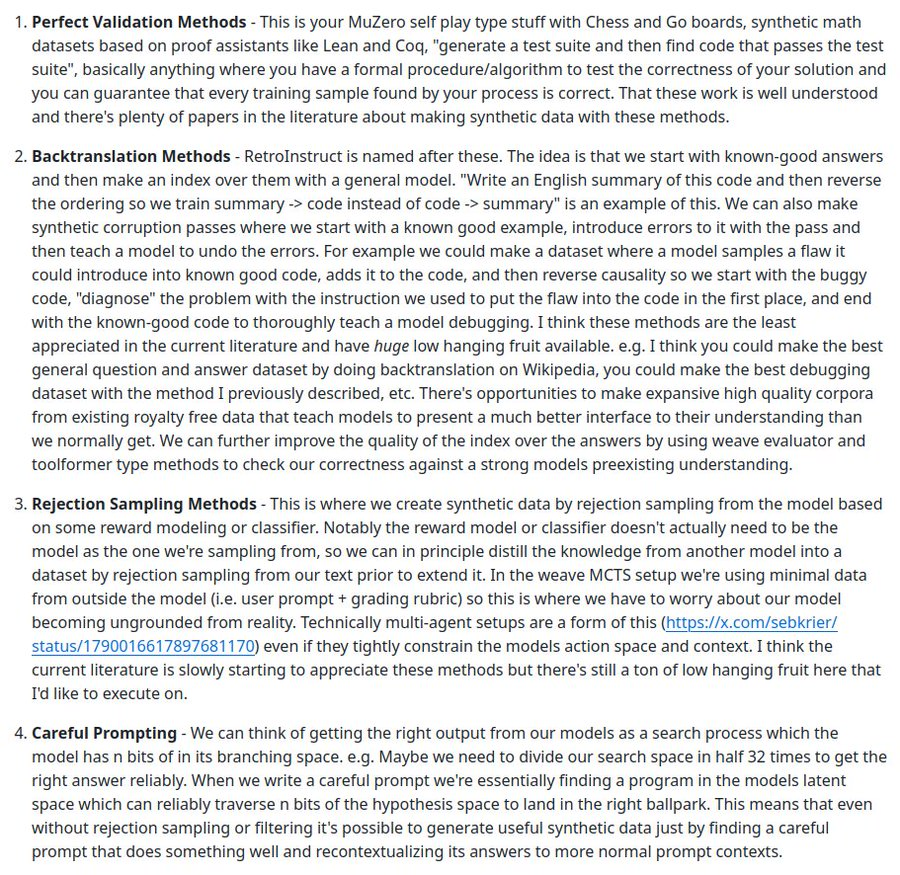 1. Perfect Validation Methods - This is your MuZero self play type stuff with Chess and Go boards, synthetic math
datasets based on proof assistants like Lean and Coq, "generate a test suite and then find code that passes the test
suite", basically anything where you have a formal procedure/algorithm to test the correctness of your solution and
you can guarantee that every training sample found by your process is correct. That these work is well understood
and there's plenty of papers in the literature about making synthetic data with these methods.
2. Backtranslation Methods - RetroInstruct is named after these. The idea is that we start with known-good answers
and then make an index over them with a general model. "Write an English summary of this code and then reverse
the ordering so we train summary -> code instead of code -> summary" is an example of this. We can also make
synthetic corruption passes where we start with a known good example, introduce errors to it with the pass and
then teach a model to undo the errors. For example we could make a dataset where a model samples a flaw it
could introduce into known good code, adds it to the code, and then reverse causality so we start with the buggy
code, "diagnose" the problem with the instruction we used to put the flaw into the code in the first place, and end
with the known-good code to thoroughly teach a model debugging. I think these methods are the least
appreciated in the current literature and have huge low hanging fruit available. e.g. I think you could make the best
general question and answer dataset by doing backtranslation on Wikipedia, you could make the best debugging
dataset with the method I previously described, etc. There's opportunities to make expansive high quality corpora
from existing royalty free data that teach models to present a much better interface to their understanding than
we normally get. We can further improve the quality of the index over the answers by using weave evaluator and
toolformer type methods to check our correctness against a strong models preexisting understanding.
3. Rejection Sampling Methods - This is where we create synthetic data by rejection sampling from the model based
on some reward modeling or classifier. Notably the reward model or classifier doesn't actually need to be the
model as the one we're sampling from, so we can in principle distill the knowledge from another model into a
dataset by rejection sampling from our text prior to extend it. In the weave MCTS setup we're using minimal data
from outside the model (i.e. user prompt + grading rubric) so this is where we have to worry about our model
becoming ungrounded from reality. Technically multi-agent setups are a form of this (https://x.com/sebkrier/
status/1790016617897681170) even if they tightly constrain the models action space and context. I think the
current literature is slowly starting to appreciate these methods but there's still a ton of low hanging fruit here that
I'd like to execute on.
4. Careful Prompting - We can think of getting the right output from our models as a search process which the
model has n bits of in its branching space. e.g. Maybe we need to divide our search space in half 32 times to get the
right answer reliably. When we write a careful prompt we're essentially finding a program in the models latent
space which can reliably traverse n bits of the hypothesis space to land in the right ballpark. This means that even
without rejection sampling or filtering it's possible to generate useful synthetic data just by finding a careful
prompt that does something well and recontextualizing its answers to more normal prompt contexts.